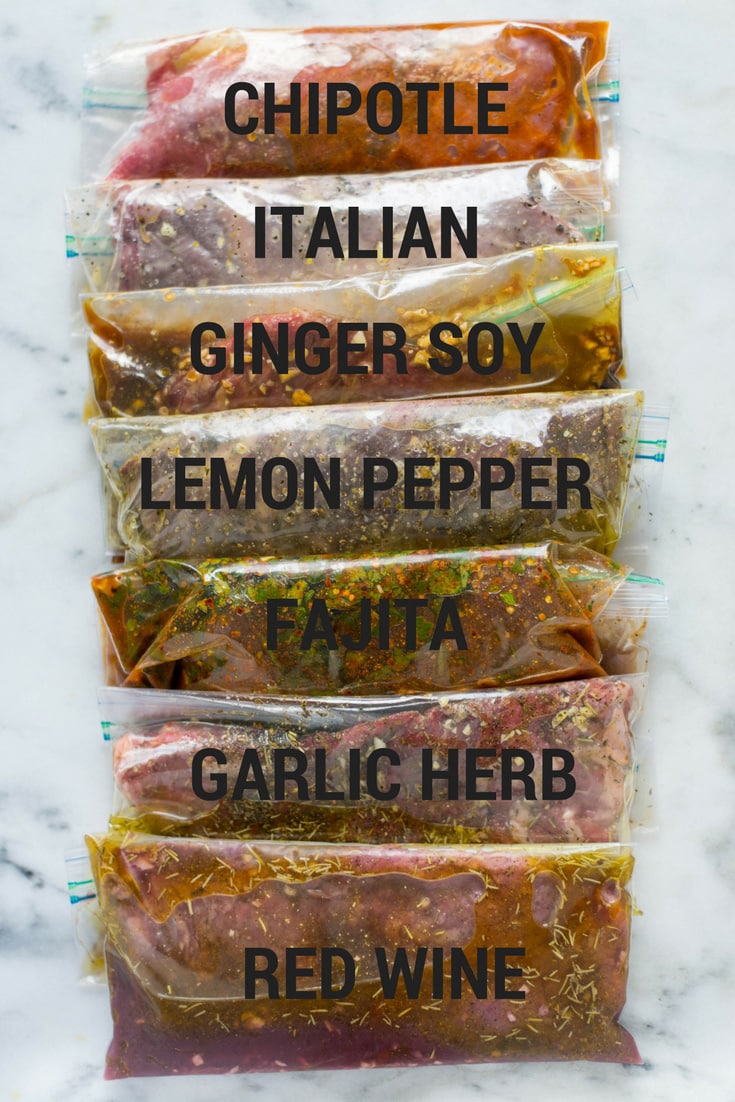 CHIPOTLE
ITALIAN
GINGER SOY
LEMON PEPPER
FAJITA
GARLIC HERB
RED WINE